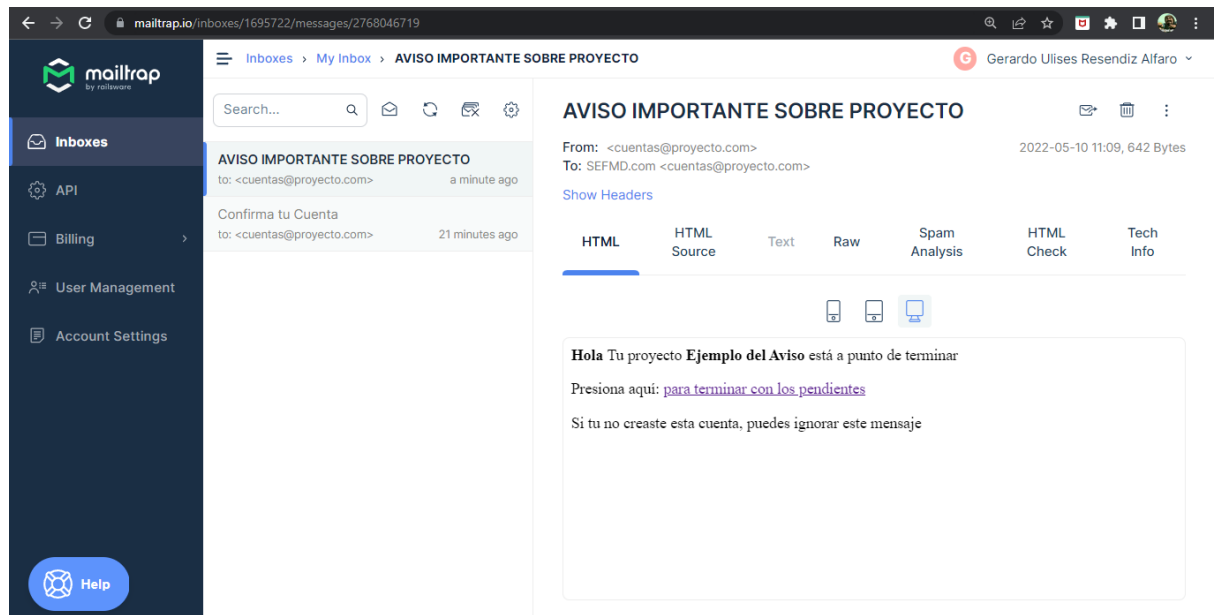 mailtrap.io/inboxes/1695722/messages/2768046719
mailtrap
by railsware
Inboxes
API
Billing
User Management
Account Settings
Help
Inboxes › My Inbox › AVISO IMPORTANTE SOBRE PROYECTO
G Gerardo Ulises Resendiz Alfaro
Search...
AVISO IMPORTANTE SOBRE PROYECTO
to: <cuentas@proyecto.com> a minute ago
Confirma tu Cuenta
to: <cuentas@proyecto.com> 21 minutes ago
AVISO IMPORTANTE SOBRE PROYECTO
From: <cuentas@proyecto.com> 2022-05-10 11:09, 642 Bytes
To: SEFMD.com <cuentas@proyecto.com>
Show Headers
HTML
HTML
Source
Text
Raw
Spam
Analysis
HTML
Check
Tech
Info
Hola Tu proyecto Ejemplo del Aviso está a punto de terminar
Presiona aquí: para terminar con los pendientes
Si tu no creaste esta cuenta, puedes ignorar este mensaje